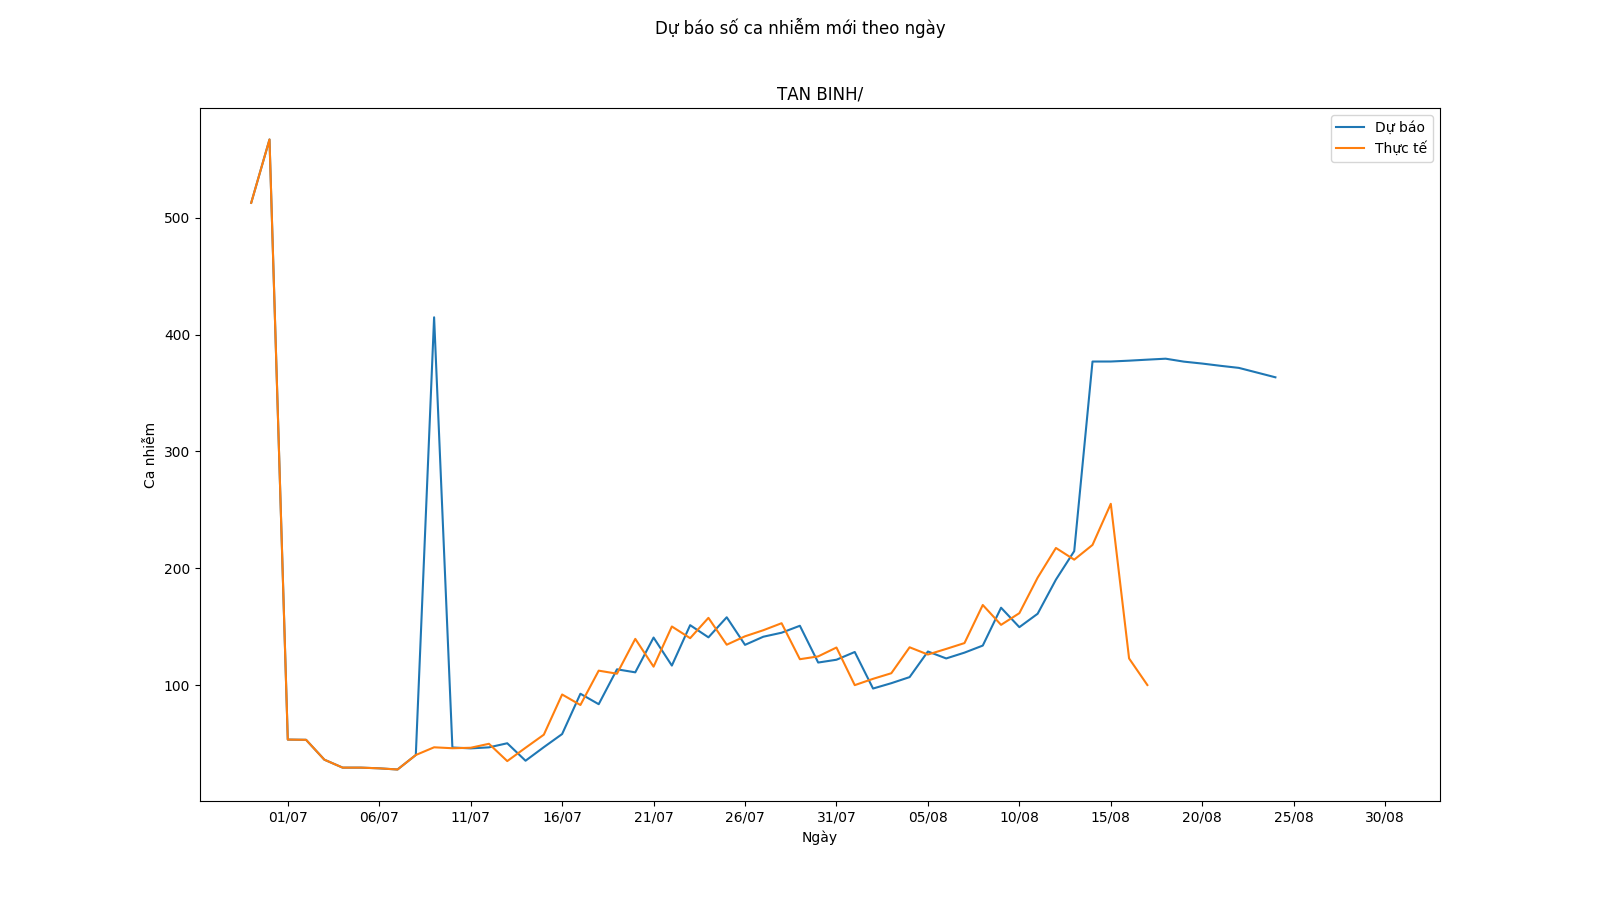 Dự báo số ca nhiễm mới theo ngày
TAN BINH/
Dự báo
Thực tế
500
400
300
200
100
Ca nhiễm
01/07 06/07 11/07 16/07 21/07 26/07 31/07 05/08 10/08 15/08 20/08 25/08 30/08
Ngày